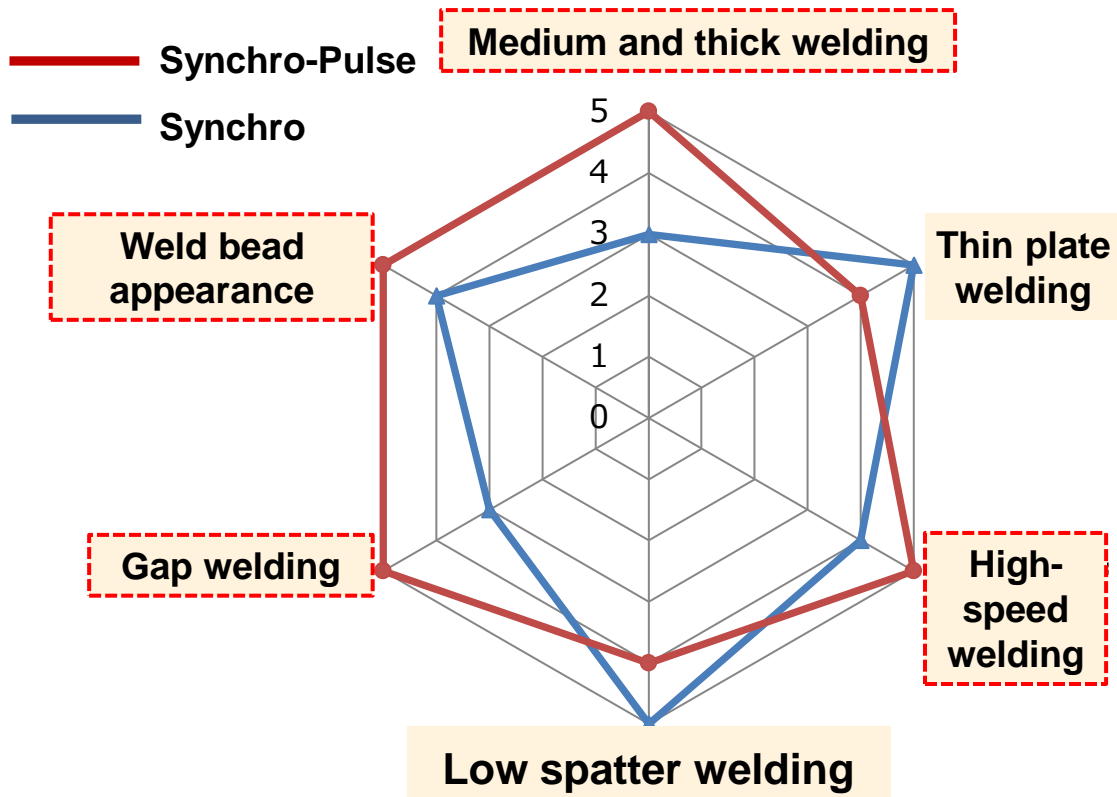 Synchro-Pulse
Synchro
Medium and thick welding
5
4
3
2
1
0
Weld bead
appearance
Thin plate
welding
Gap welding
High-
speed
welding
Low spatter welding